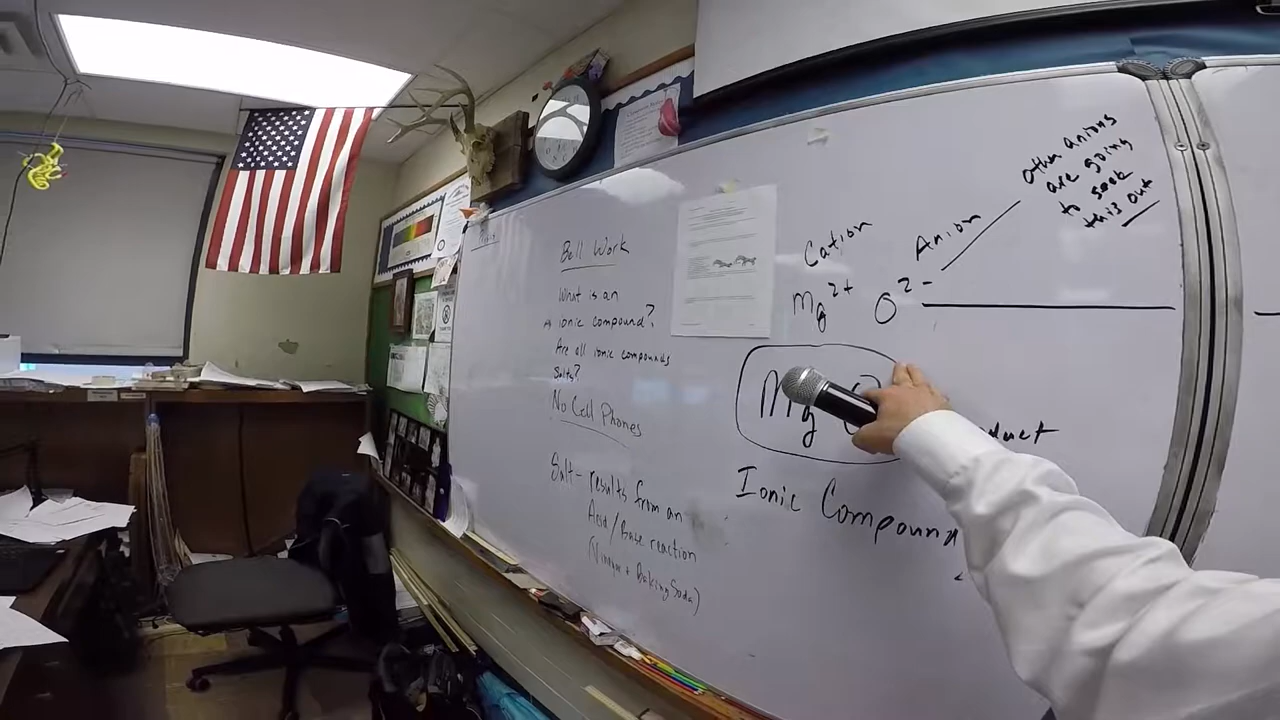 Bell Work
What is an
ionic compound?
Are all ionic compounds
salts?
No Cell Phones
Salt - results from an
Acid/Base reaction
(Vinegar + Baking Soda)
Cation
Anion
Mg2+ O2-
other anions
are going
to seek
this out
Mg O
Ionic Compound